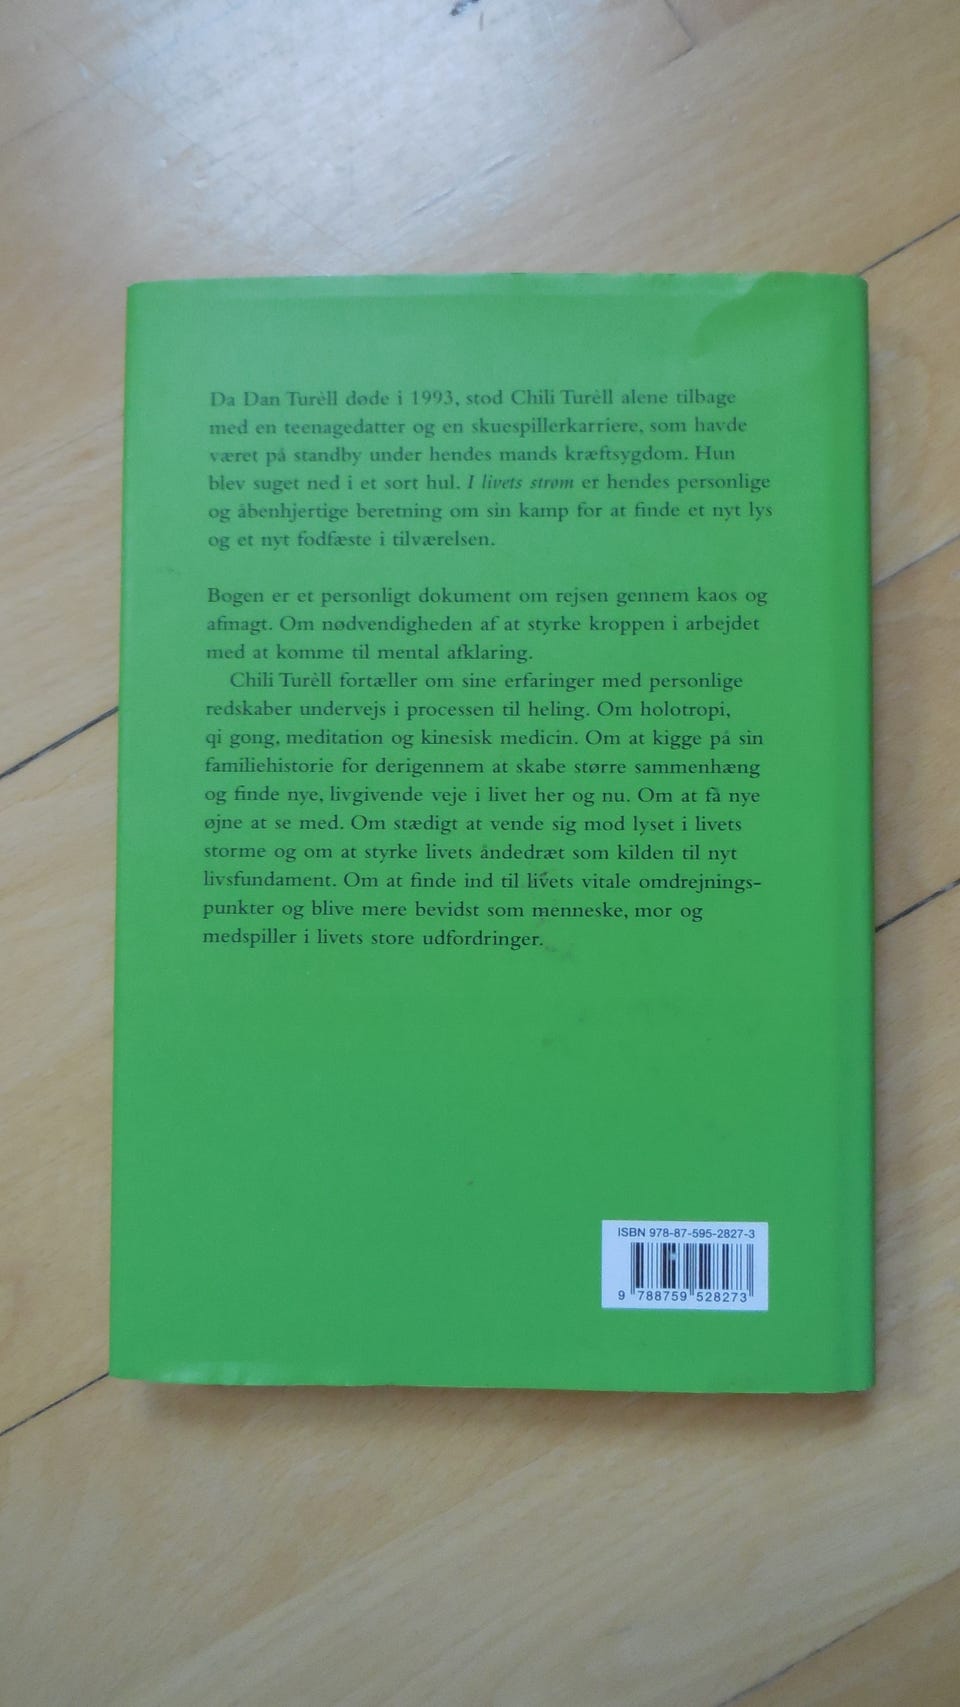 Da Dan Turèll døde i 1993, stod Chili Turèll alene tilbage
med en teenagedatter og en skuespillerkarriere, som havde
været på standby under hendes mands kræftsygdom. Hun
blev suget ned i et sort hul. I livets strøm er hendes personlige
og åbenhjertige beretning om sin kamp for at finde et nyt lys
og et nyt fodfæste i tilværelsen.
Bogen er et personligt dokument om rejsen gennem kaos og
afmagt. Om nødvendigheden af at styrke kroppen i arbejdet
med at komme til mental afklaring.
Chili Turèll fortæller om sine erfaringer med personlige
redskaber undervejs i processen til heling. Om holotropi,
qi gong, meditation og kinesisk medicin. Om at kigge på sin
familiehistorie for derigennem at skabe større sammenhæng
og finde nye, livgivende veje i livet her og nu. Om at få nye
øjne at se med. Om stædigt at vende sig mod lyset i livets
storme og om at styrke livets åndedræt som kilden til nyt
livsfundament. Om at finde ind til livets vitale omdrejnings-
punkter og blive mere bevidst som menneske, mor og
medspiller i livets store udfordringer.
ISBN 978-87-595-2827-3
9 788759 528273